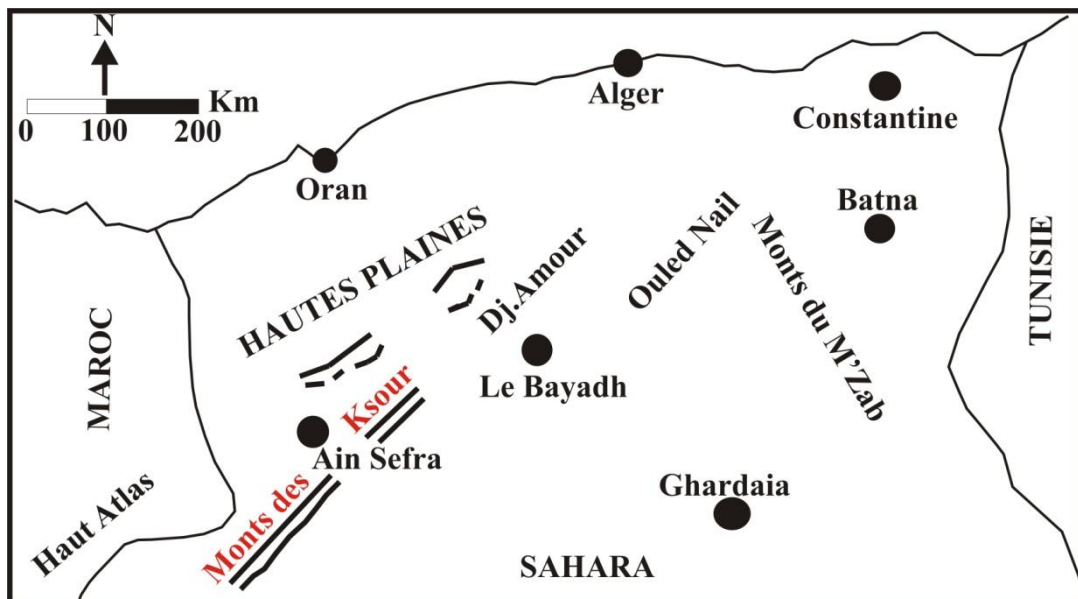 N
Km
0 100 200
Alger
Constantine
Oran
Batna
HAUTES PLAINES
Dj.Amour
Ouled Nail
Monts du M'Zab
TUNISIE
MAROC
Le Bayadh
Ksour
Ain Sefra
Monts des
Haut Atlas
Ghardaia
SAHARA